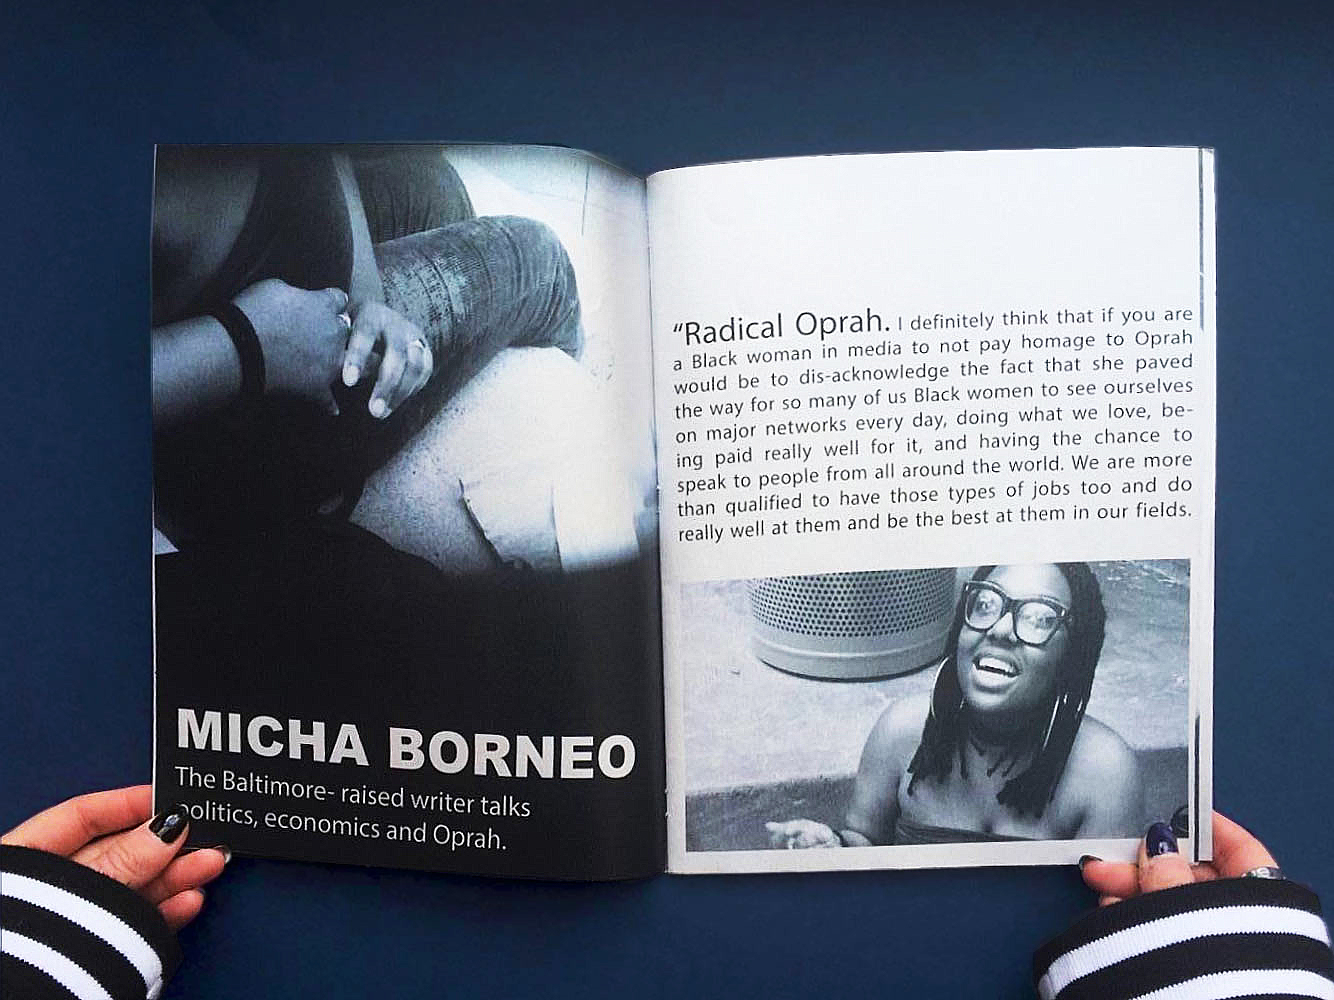 MICHA BORNEO
The Baltimore- raised writer talks
politics, economics and Oprah.
“Radical Oprah. I definitely think that if you are
a Black woman in media to not pay homage to Oprah
would be to dis-acknowledge the fact that she paved
the way for so many of us Black women to see ourselves
on major networks every day, doing what we love, be-
ing paid really well for it, and having the chance to
speak to people from all around the world. We are more
than qualified to have those types of jobs too and do
really well at them and be the best at them in our fields.